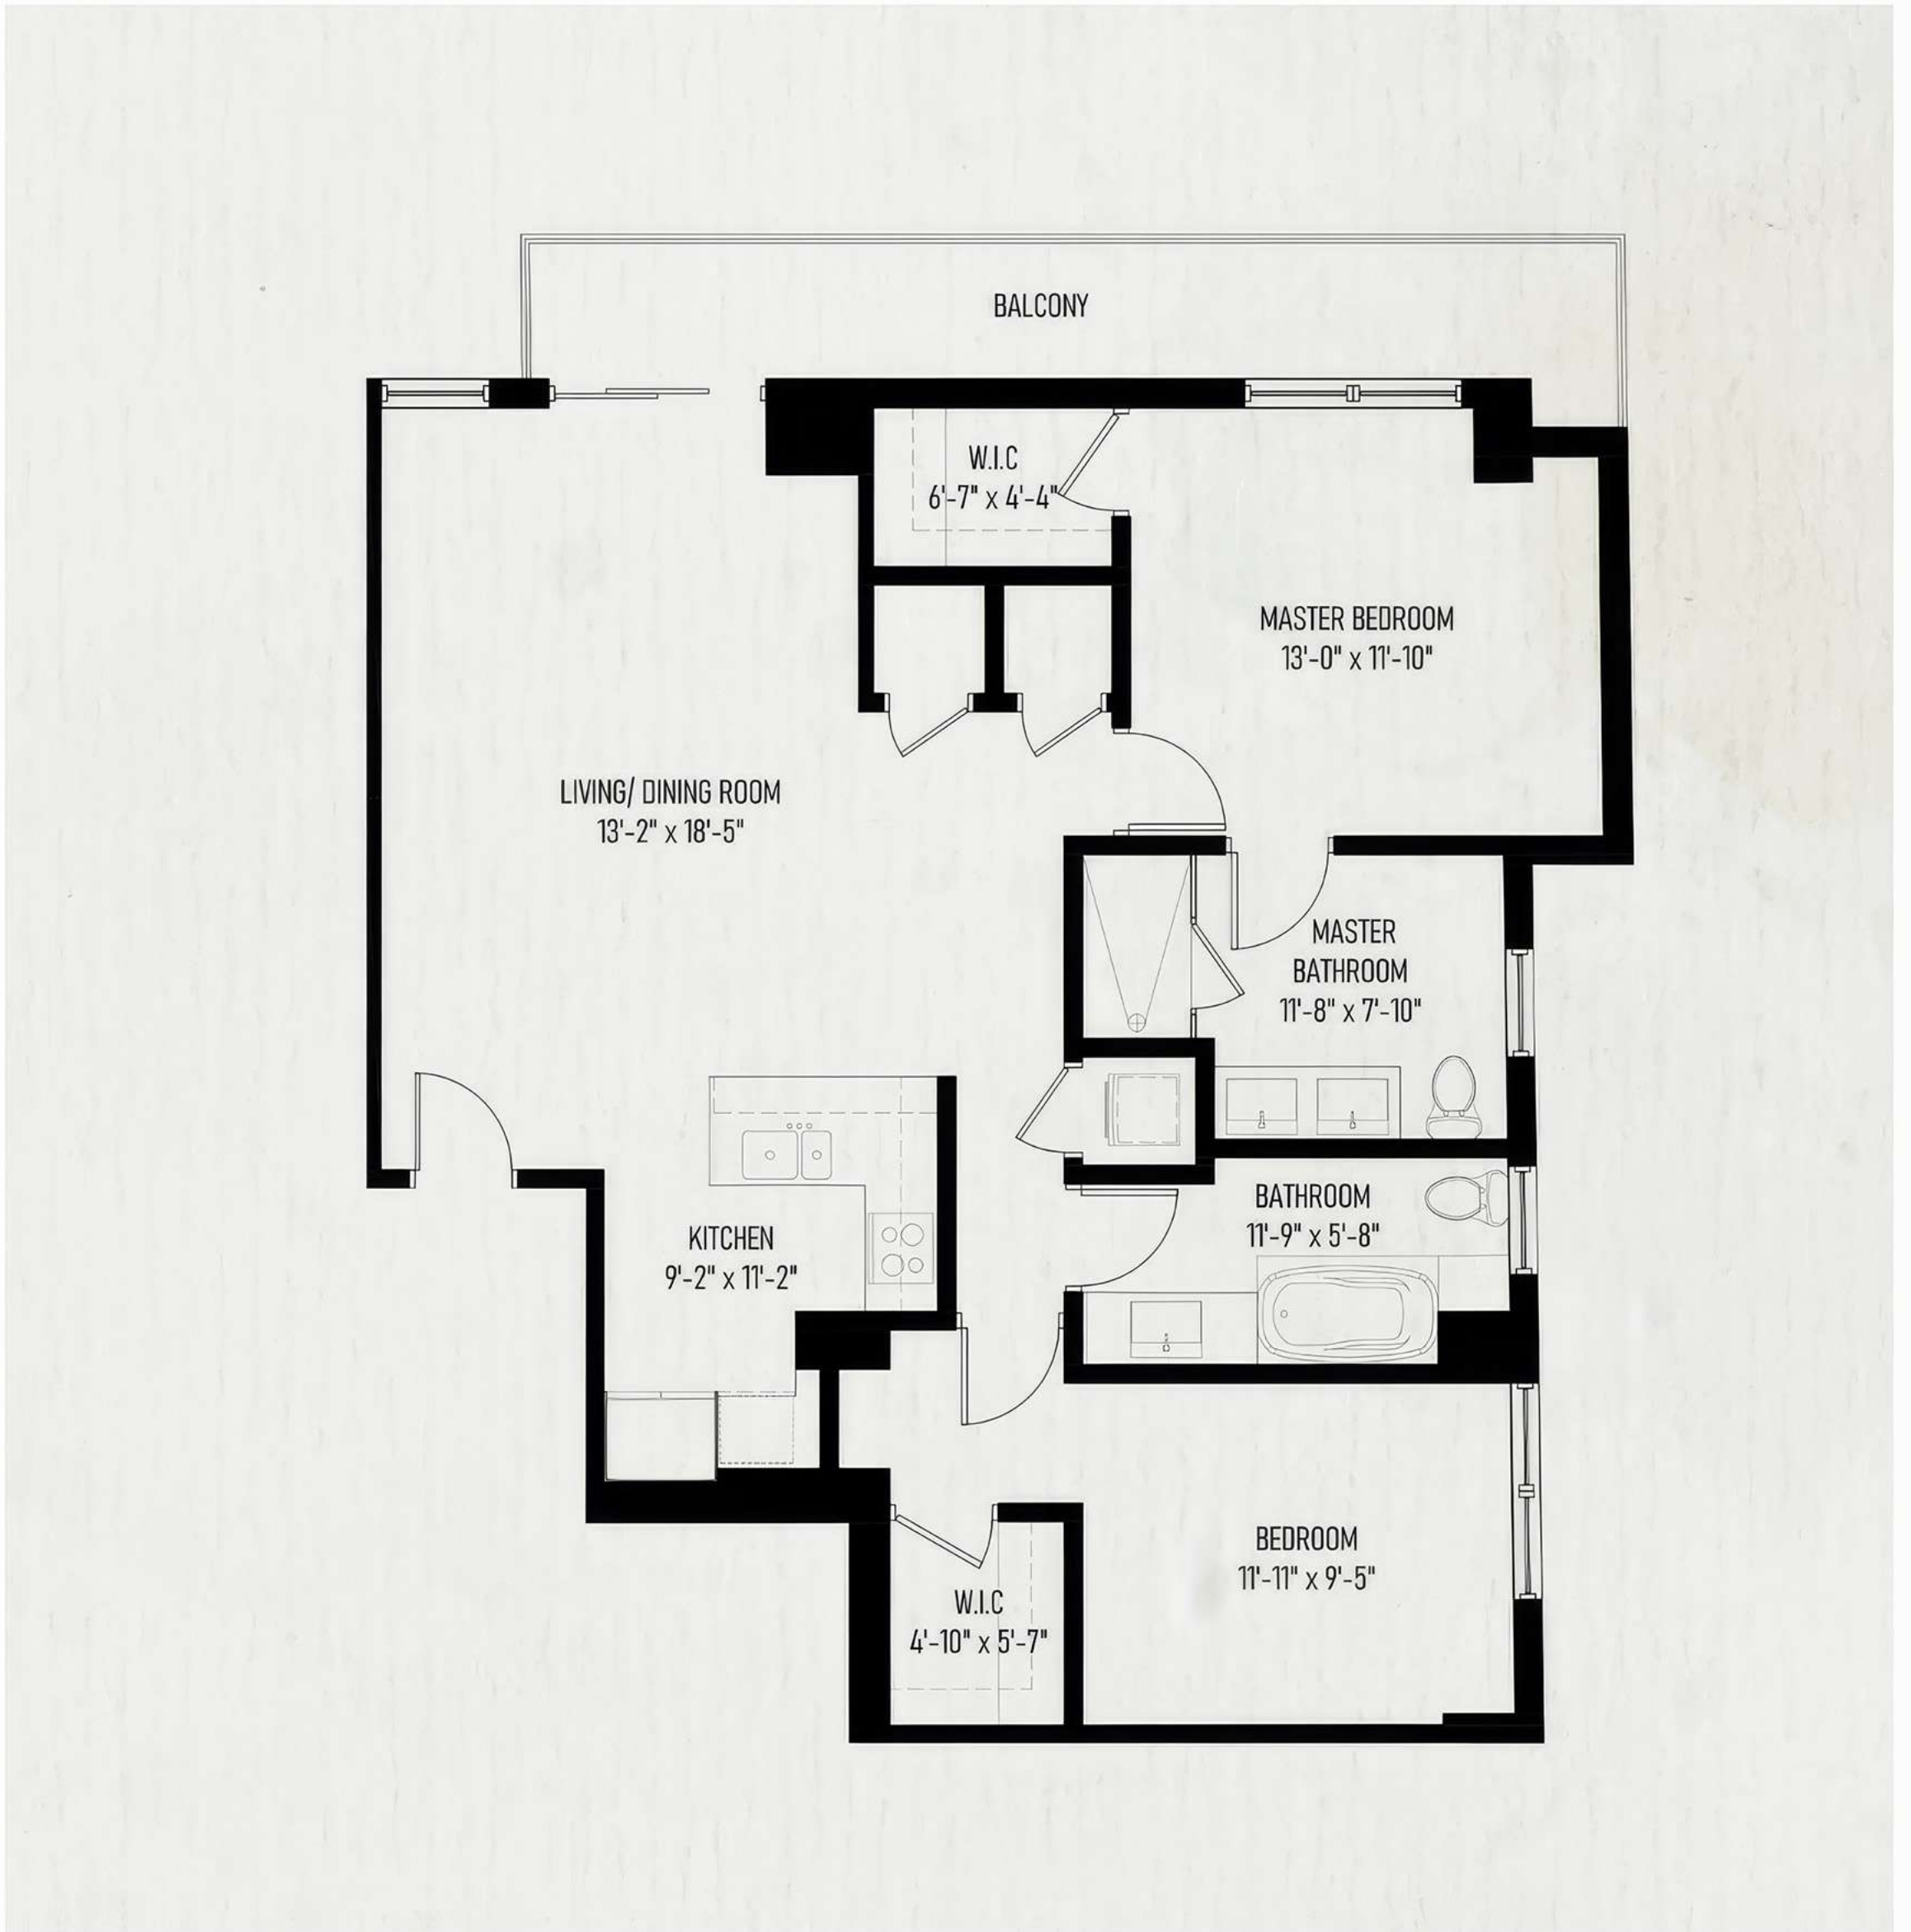 BALCONY
W.I.C
6'-7" x 4'-4"
MASTER BEDROOM
13'-0" x 11'-10"
LIVING/ DINING ROOM
13'-2" x 18'-5"
MASTER
BATHROOM
11'-8" x 7'-10"
BATHROOM
11'-9" x 5'-8"
KITCHEN
9'-2" x 11'-2"
BEDROOM
11'-11" x 9'-5"
W.I.C
4'-10" x 5'-7"